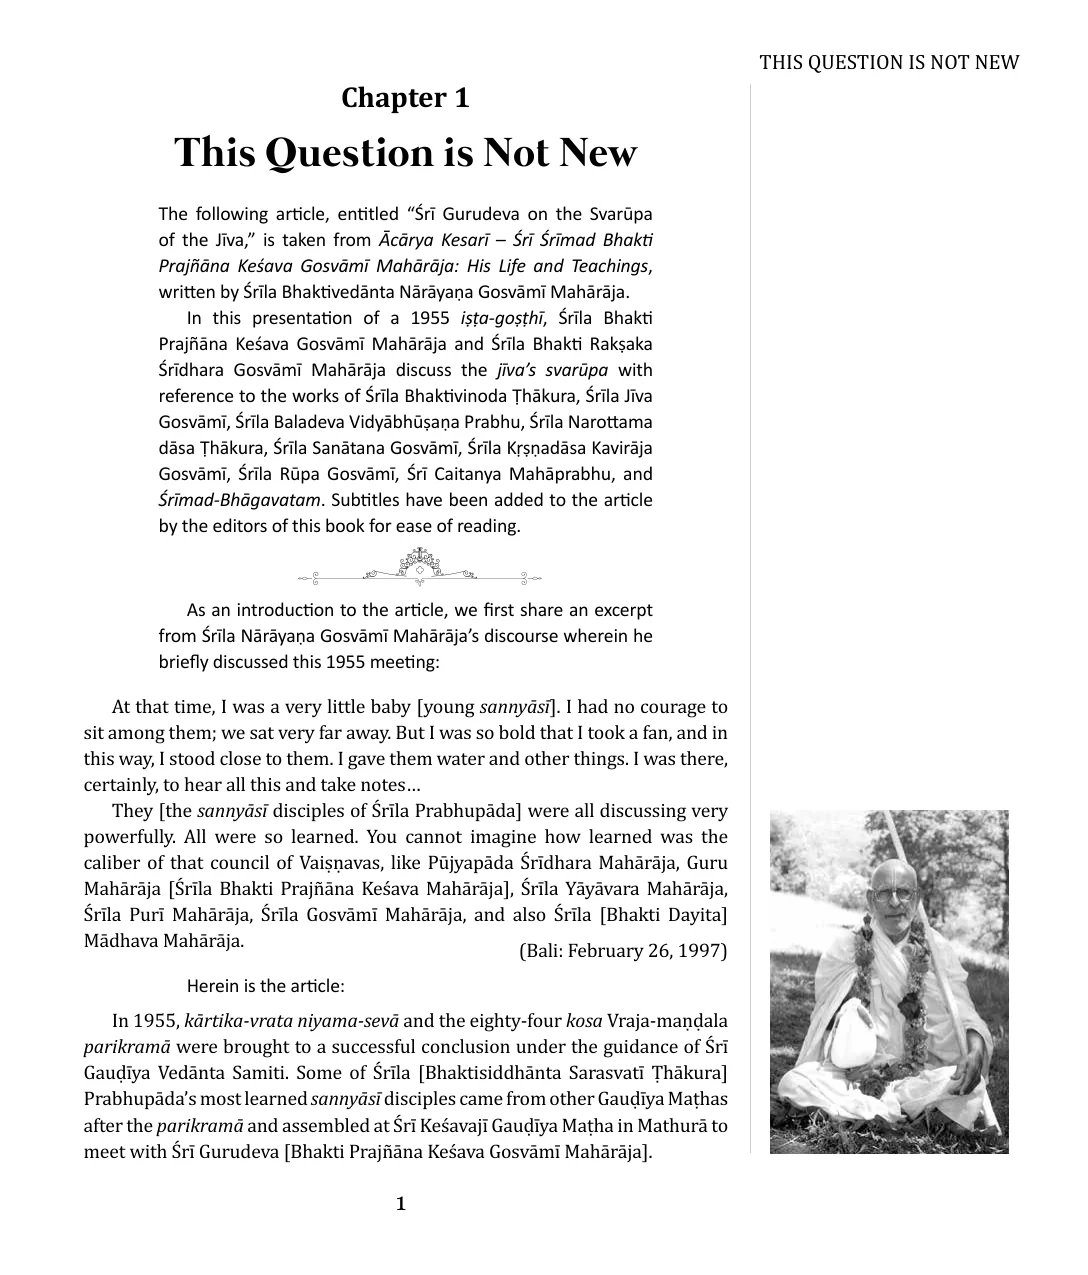 THIS QUESTION IS NOT NEW
Chapter 1
This Question is Not New
The following article, entitled “Śrī Gurudeva on the Svarūpa
of the Jīva,” is taken from Ācārya Kesarī – Śrī Śrīmad Bhakti
Prajñāna Keśava Gosvāmī Mahārāja: His Life and Teachings,
written by Śrīla Bhaktivedānta Nārāyaṇa Gosvāmī Mahārāja.
In this presentation of a 1955 iṣṭa-goṣṭhī, Śrīla Bhakti
Prajñāna Keśava Gosvāmī Mahārāja and Śrīla Bhakti Rakṣaka
Śrīdhara Gosvāmī Mahārāja discuss the jīva’s svarūpa with
reference to the works of Śrīla Bhaktivinoda Ṭhākura, Śrīla Jīva
Gosvāmī, Śrīla Baladeva Vidyābhūṣaṇa Prabhu, Śrīla Narottama
dāsa Ṭhākura, Śrīla Sanātana Gosvāmī, Śrīla Kṛṣṇadāsa Kavirāja
Gosvāmī, Śrīla Rūpa Gosvāmī, Śrī Caitanya Mahāprabhu, and
Śrīmad-Bhāgavatam. Subtitles have been added to the article
by the editors of this book for ease of reading.
As an introduction to the article, we first share an excerpt
from Śrīla Nārāyaṇa Gosvāmī Mahārāja’s discourse wherein he
briefly discussed this 1955 meeting:
At that time, I was a very little baby [young sannyāsī]. I had no courage to
sit among them; we sat very far away. But I was so bold that I took a fan, and in
this way, I stood close to them. I gave them water and other things. I was there,
certainly, to hear all this and take notes…
They [the sannyāsī disciples of Śrīla Prabhupāda] were all discussing very
powerfully. All were so learned. You cannot imagine how learned was the
caliber of that council of Vaiṣṇavas, like Pūjyapāda Śrīdhara Mahārāja, Guru
Mahārāja [Śrīla Bhakti Prajñāna Keśava Mahārāja], Śrīla Yāyāvara Mahārāja,
Śrīla Purī Mahārāja, Śrīla Gosvāmī Mahārāja, and also Śrīla [Bhakti Dayita]
Mādhava Mahārāja.
(Bali: February 26, 1997)
Herein is the article:
In 1955, kārtika-vrata niyama-sevā and the eighty-four kosa Vraja-maṇḍala
parikramā were brought to a successful conclusion under the guidance of Śrī
Gauḍīya Vedānta Samiti. Some of Śrīla [Bhaktisiddhānta Sarasvatī Ṭhākura]
Prabhupāda’s most learned sannyāsī disciples came from other Gauḍīya Maṭhas
after the parikramā and assembled at Śrī Keśavajī Gauḍīya Maṭha in Mathurā to
meet with Śrī Gurudeva [Bhakti Prajñāna Keśava Gosvāmī Mahārāja].
1